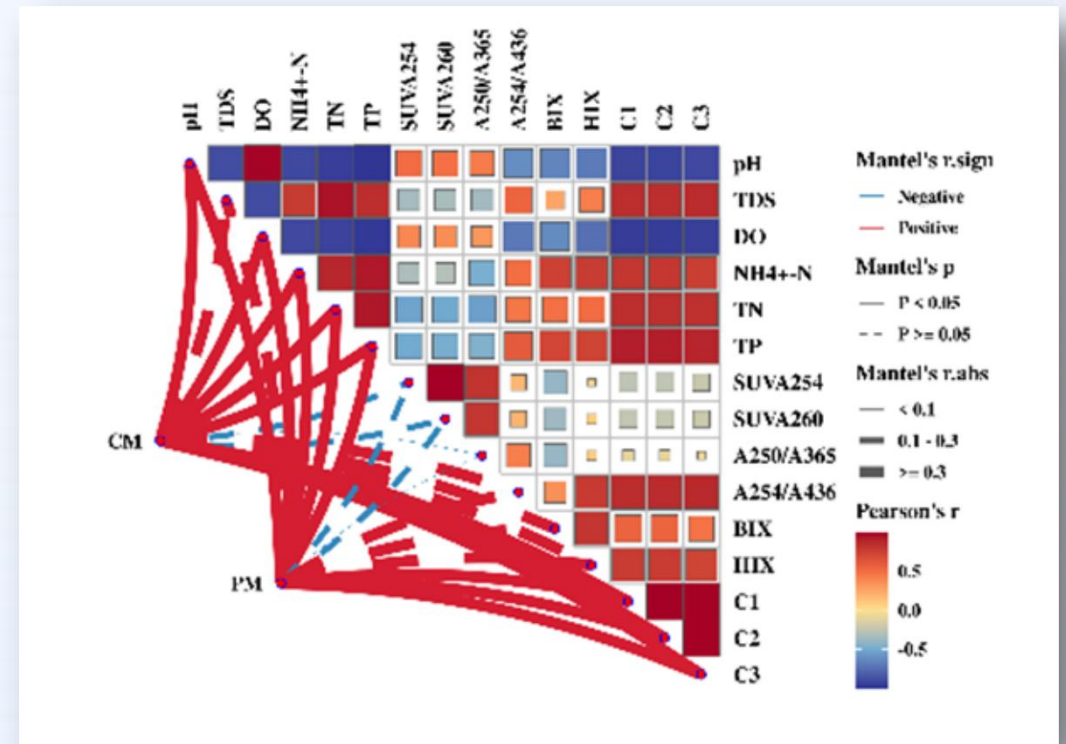 pH
TDS
DO
NH4+-N
TN
TP
SUVA254
SUVA260
A250/A365
A254/A436
BIX
HIX
C1
C2
C3
pH
TDS
DO
NH4+-N
TN
TP
SUVA254
SUVA260
A250/A365
A254/A436
BIX
HIX
C1
C2
C3
CM
PM
Mantel's r.sign
Negative
Positive
Mantel's p
P < 0.05
P >= 0.05
Mantel's r.abs
< 0.1
0.1 - 0.3
>= 0.3
Pearson's r
0.5
0.0
-0.5